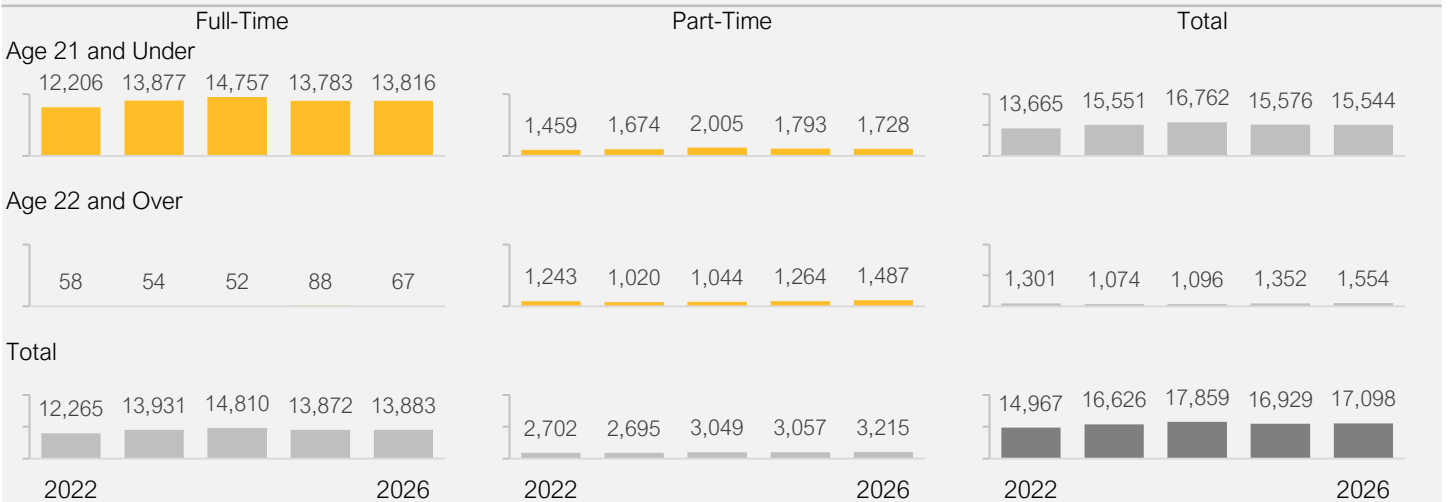 Full-Time Part-Time Total
Age 21 and Under
12,206 13,877 14,757 13,783 13,816 1,459 1,674 2,005 1,793 1,728 13,665 15,551 16,762 15,576 15,544
Age 22 and Over
58 54 52 88 67 1,243 1,020 1,044 1,264 1,487 1,301 1,074 1,096 1,352 1,554
Total
12,265 13,931 14,810 13,872 13,883 2,702 2,695 3,049 3,057 3,215 14,967 16,626 17,859 16,929 17,098
2022 2026 2022 2026 2022 2026